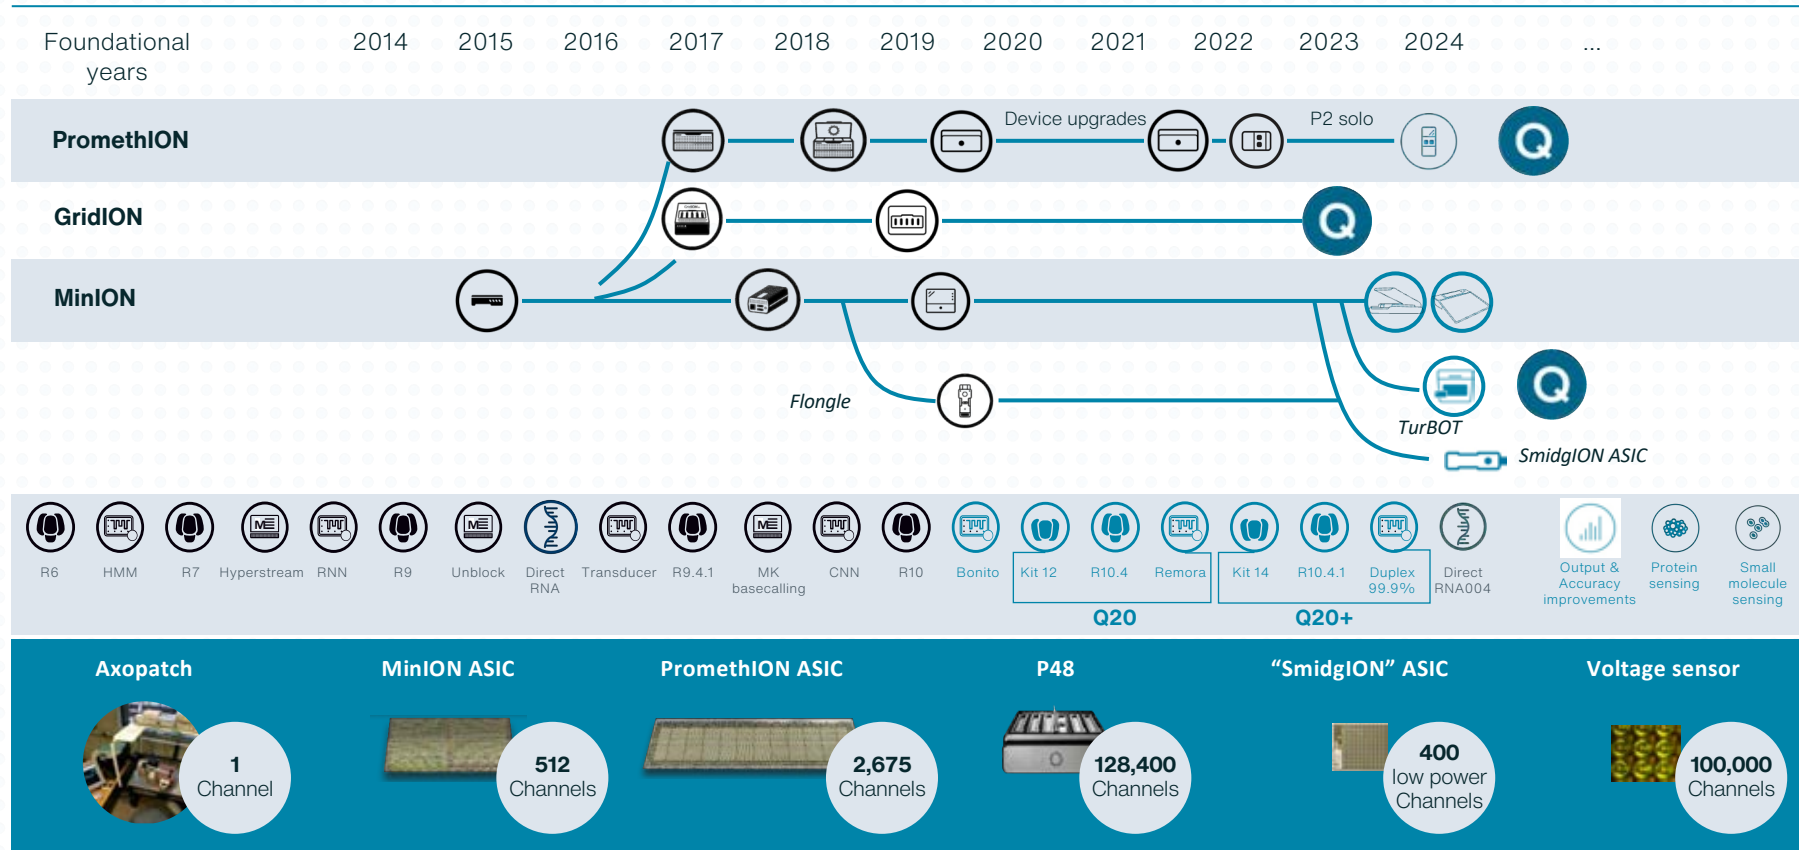 Foundational
years
2014 2015 2016 2017 2018 2019 2020 2021 2022 2023 2024 ...
PromethION
Device upgrades
P2 solo
Q
GridION
Q
MinION
Flongle
Q
TurBOT
SmidgION ASIC
R6 HMM R7 Hyperstream RNN R9 Unblock Direct
RNA
Transducer R9.4.1 MK
basecalling
CNN R10 Bonito Kit 12 R10.4 Remora Kit 14 R10.4.1 Duplex
99.9%
Direct
RNA004
Output &
Accuracy
improvements
Protein
sensing
Small
molecule
sensing
Q20 Q20+
Axopatch
1
Channel
MinION ASIC
512
Channels
PromethION ASIC
2,675
Channels
P48
128,400
Channels
“SmidgION” ASIC
400
low power
Channels
Voltage sensor
100,000
Channels